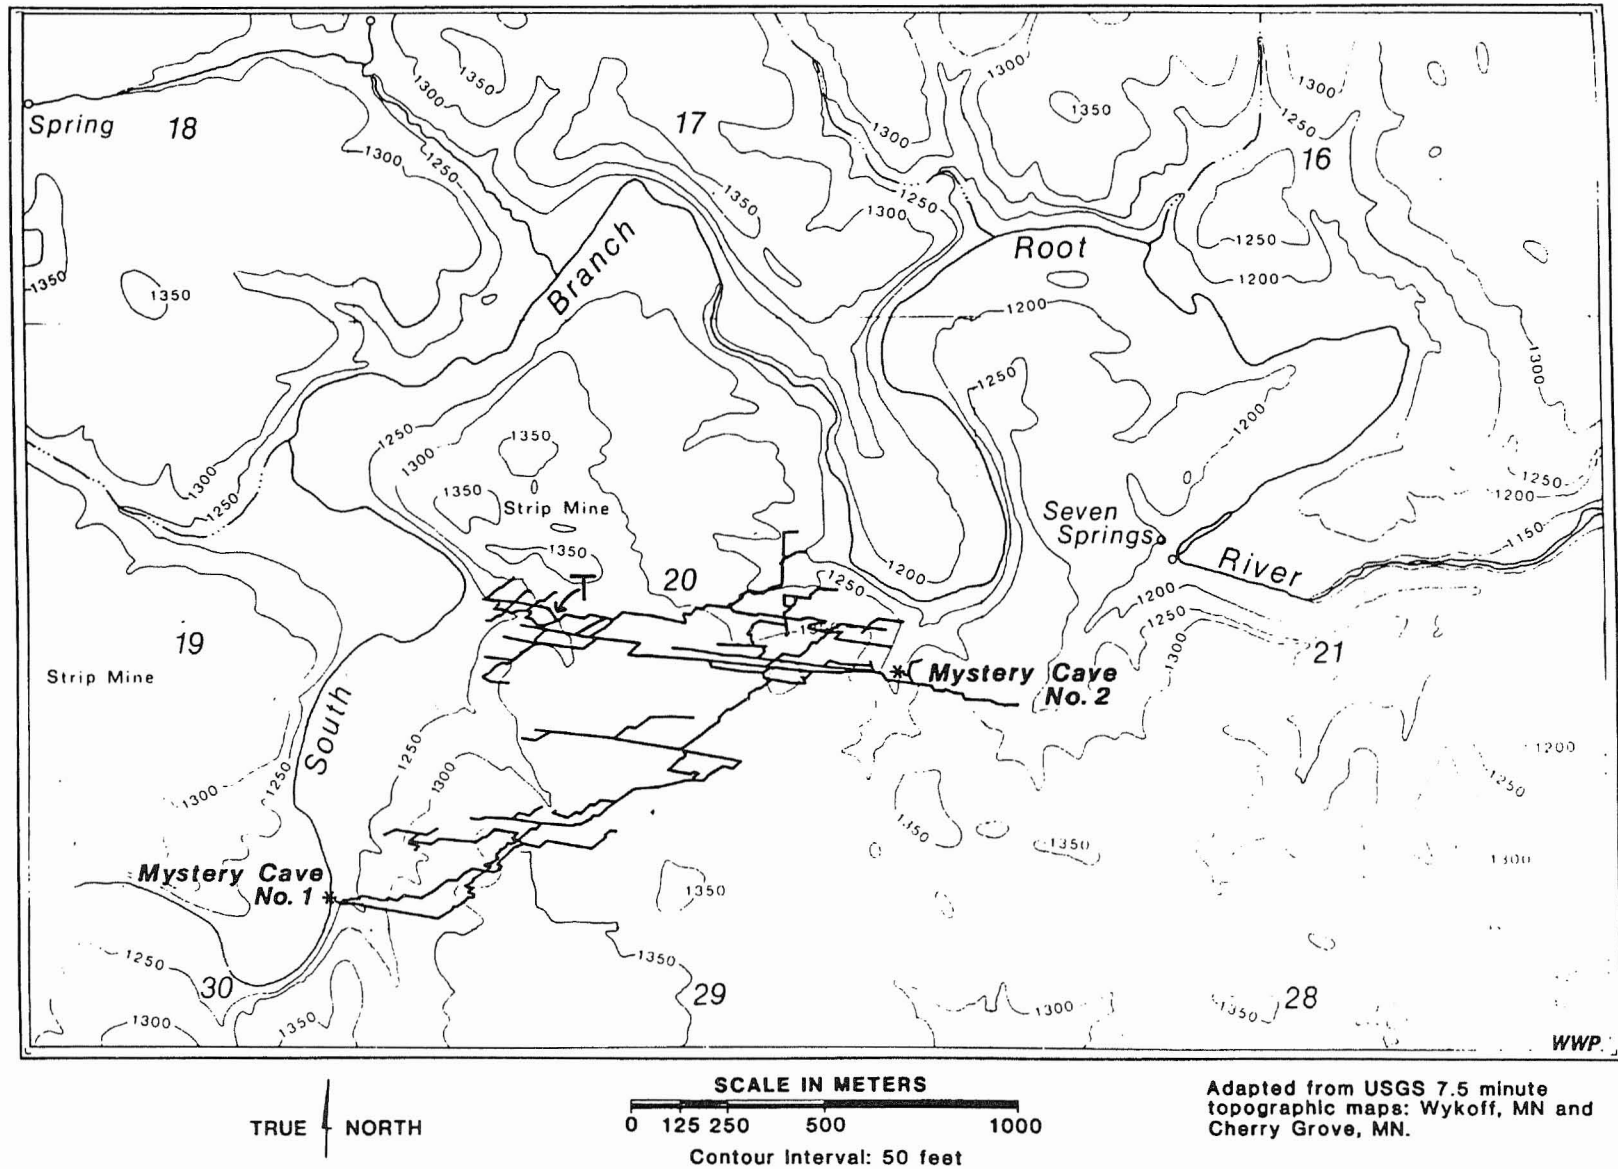 1300
1350
17
1300
1350
1300
1300
1250
16
Spring 18
1300
1250
1350
1250
1300
Root
1250
1200
1350
1350
Branch
1200
1250
1300
1250
1300
1350
1200
1350
Strip Mine
1300
1250
1350
Seven
Springs
1250
1200
1150
River
T
20
1250
1200
1200
1250
1300
21
19
Strip Mine
Mystery Cave
No. 2
South
1250
1250
1300
1300
1200
1250
1350
1350
1300
Mystery Cave
No. 1
1350
1250
1350
30
29
28
1300
1350
1300
1350
WWP.
TRUE NORTH
SCALE IN METERS
0 125 250 500 1000
Contour Interval: 50 feet
Adapted from USGS 7.5 minute
topographic maps: Wykoff, MN and
Cherry Grove, MN.